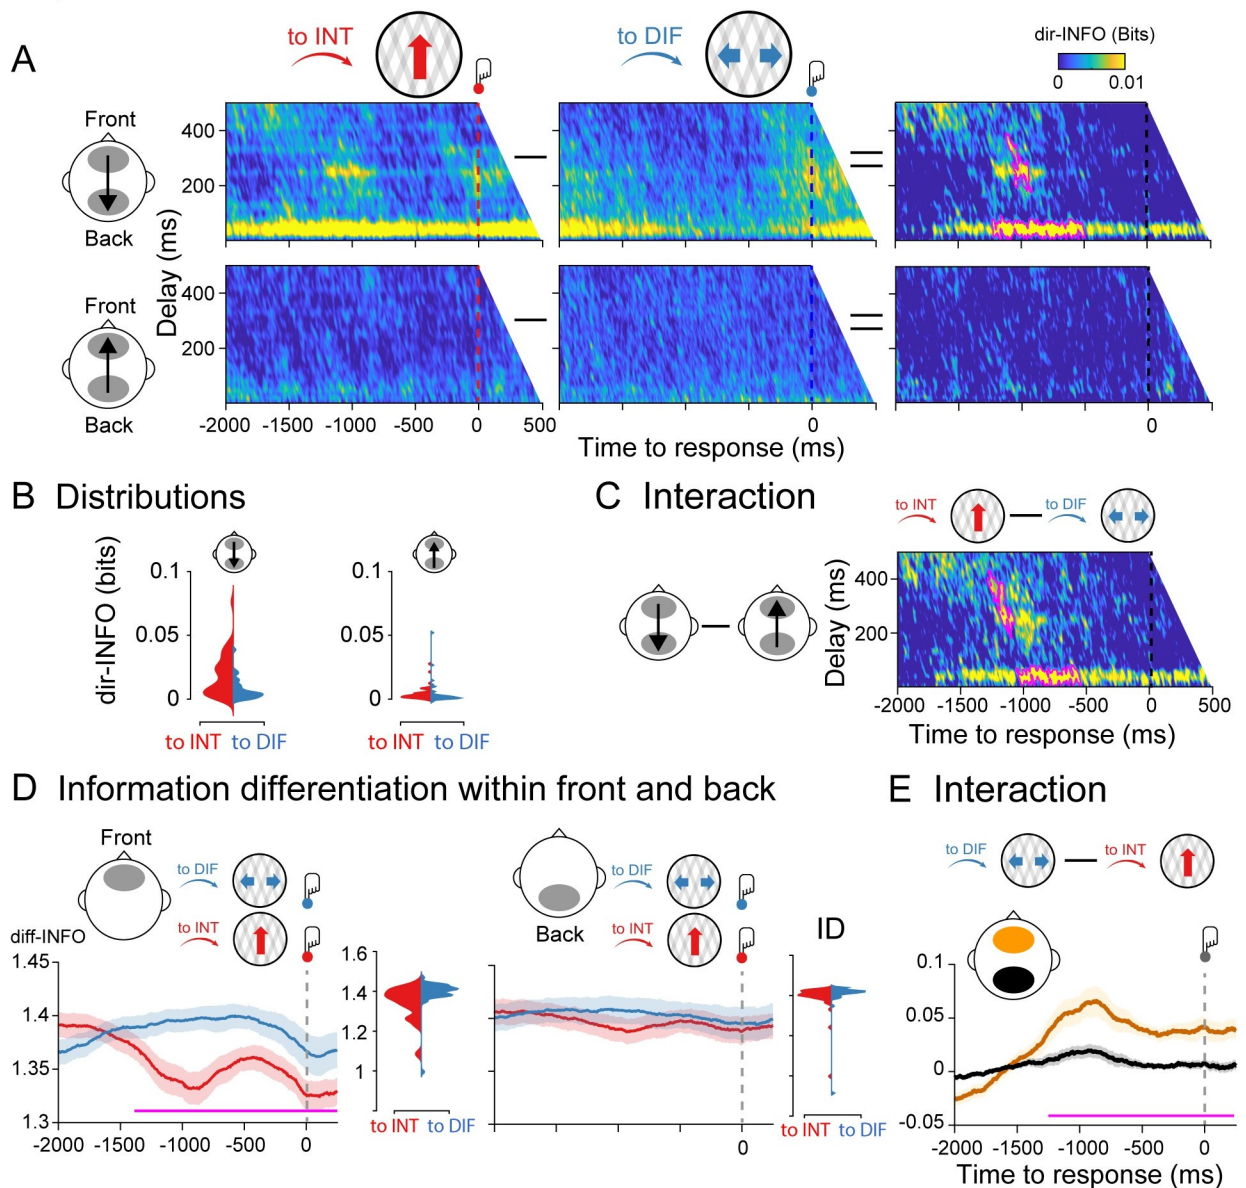 A
to INT
to DIF
dir-INFO (Bits)
0 0.01
Front
Back
400
200
Delay (ms)
-2000 -1500 -1000 -500 0 500
Front
Back
400
200
-2000 -1500 -1000 -500 0 500
0
0
Time to response (ms)
B Distributions
dir-INFO (bits)
0.1
0.05
0
to INT to DIF
0.1
0.05
0
to INT to DIF
C Interaction
to INT
to DIF
Delay (ms)
400
200
-2000 -1500 -1000 -500 0 500
Time to response (ms)
D Information differentiation within front and back
Front
to DIF
to INT
diff-INFO
1.45
1.4
1.35
1.3
-2000 -1500 -1000 -500 0
1.6
1.4
1.2
1
to INT to DIF
Back
to DIF
to INT
0
ID
to INT to DIF
E Interaction
to DIF
to INT
0.1
0.05
0
-0.05
-2000 -1500 -1000 -500 0
Time to response (ms)